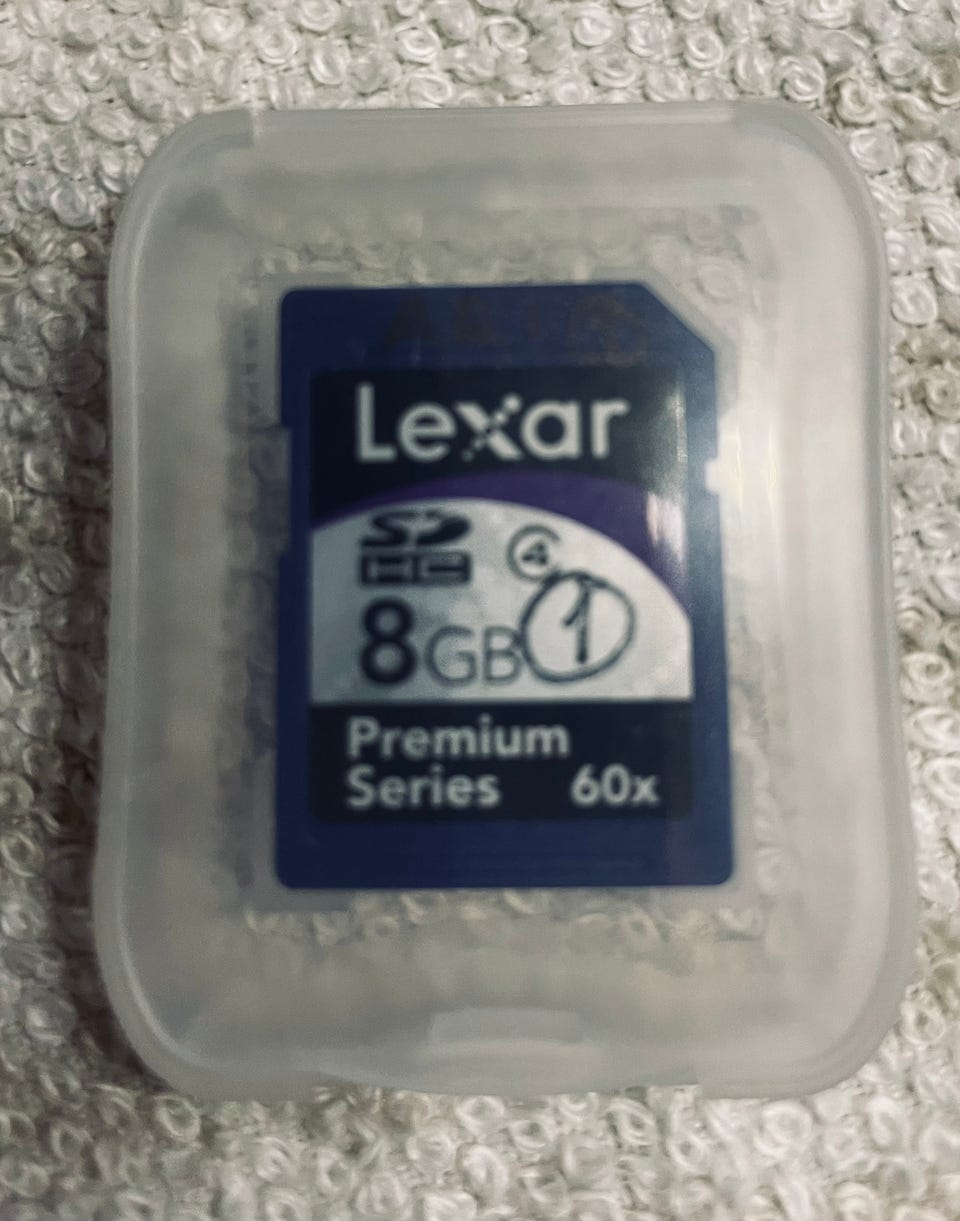 Lexar
SD
HC
4
8GB
1
Premium
Series 60x